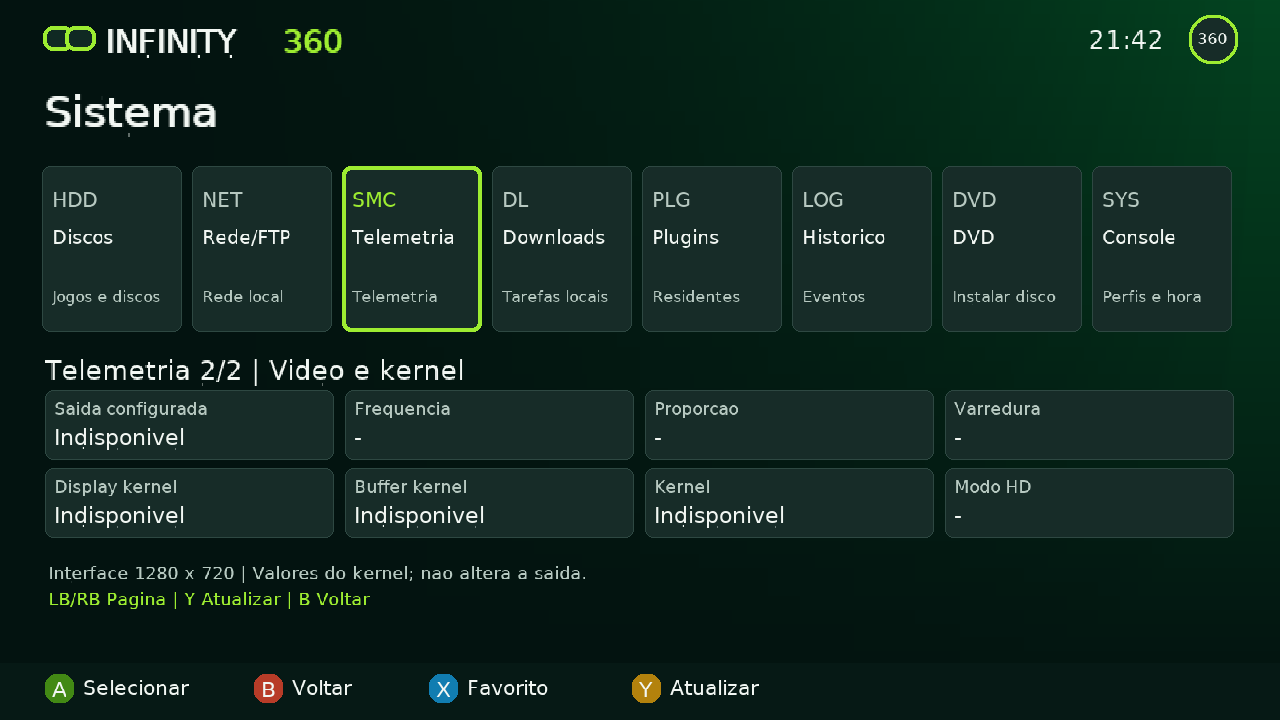 INFINITY 360
21:42
360
Sistema
HDD
Discos
Jogos e discos
NET
Rede/FTP
Rede local
SMC
Telemetria
Telemetria
DL
Downloads
Tarefas locais
PLG
Plugins
Residentes
LOG
Historico
Eventos
DVD
DVD
Instalar disco
SYS
Console
Perfis e hora
Telemetria 2/2 | Video e kernel
Saida configurada
Indisponivel
Frequencia
-
Proporcao
-
Varredura
-
Display kernel
Indisponivel
Buffer kernel
Indisponivel
Kernel
Indisponivel
Modo HD
-
Interface 1280 x 720 | Valores do kernel; nao altera a saida.
LB/RB Pagina | Y Atualizar | B Voltar
A Selecionar
B Voltar
X Favorito
Y Atualizar